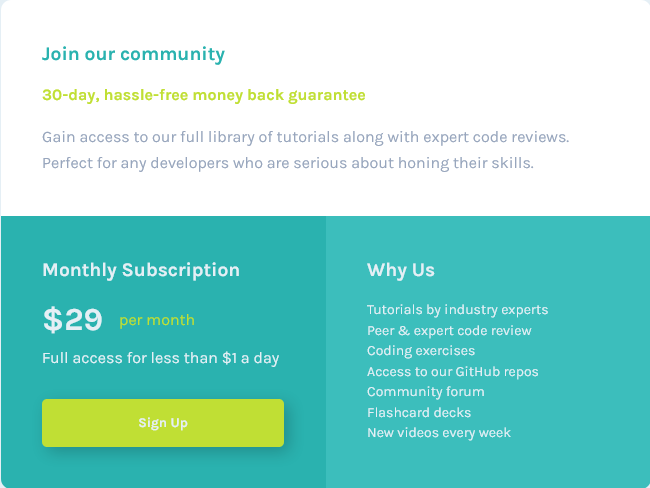 Join our community
30-day, hassle-free money back guarantee
Gain access to our full library of tutorials along with expert code reviews.
Perfect for any developers who are serious about honing their skills.
Monthly Subscription
$29 per month
Full access for less than $1 a day
Sign Up
Why Us
Tutorials by industry experts
Peer & expert code review
Coding exercises
Access to our GitHub repos
Community forum
Flashcard decks
New videos every week